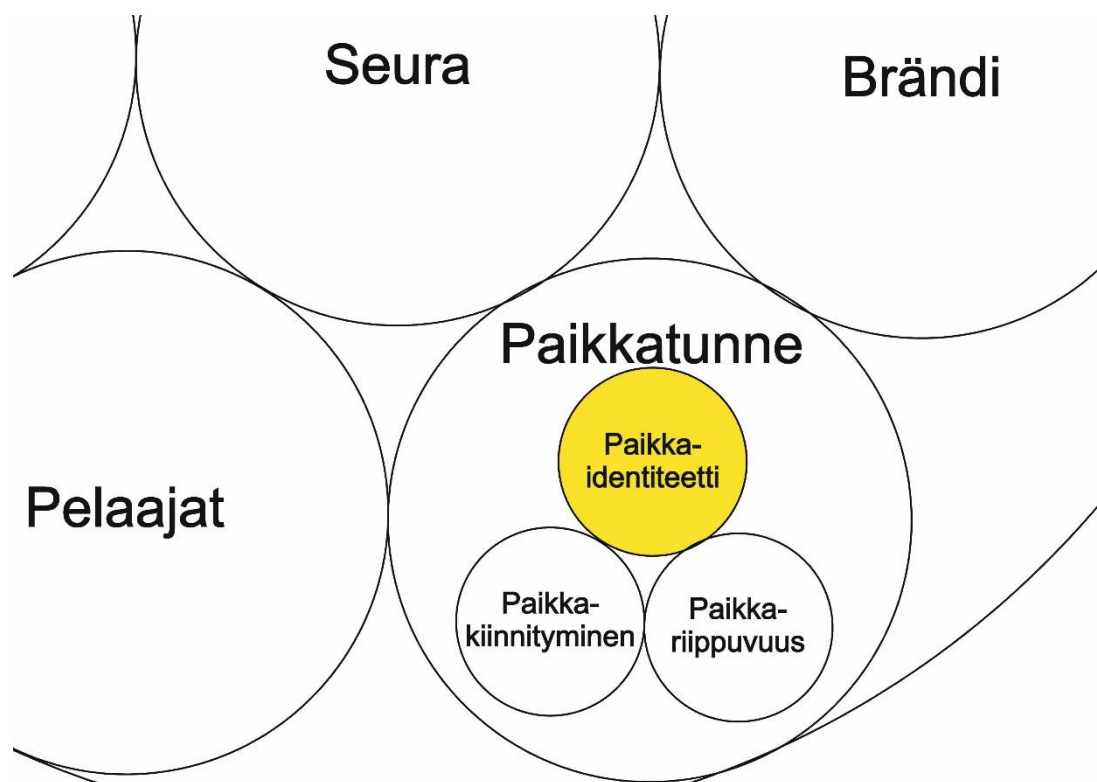 Seura
Brändi
Paikkatunne
Paikka-
identiteetti
Pelaajat
Paikka-
kiinnityminen
Paikka-
riippuvuus